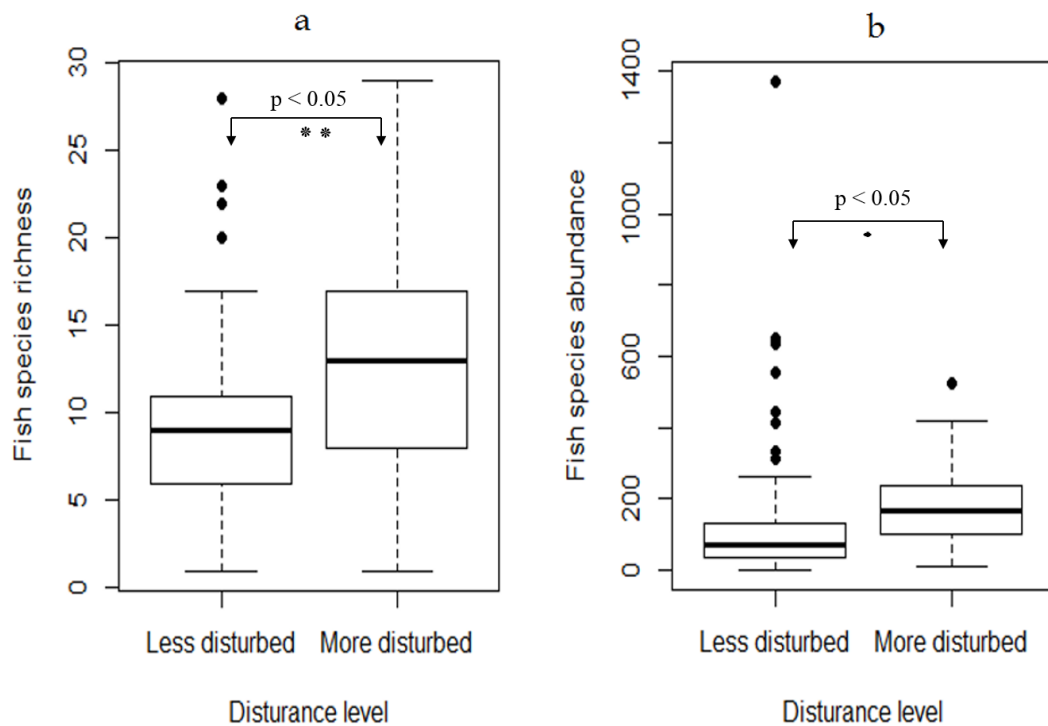 a
Fish species richness
30
25
20
15
10
5
0
p < 0.05
**
Less disturbed
More disturbed
Disturance level
b
Fish species abundance
1400
1000
600
200
0
p < 0.05
*
Less disturbed
More disturbed
Disturance level